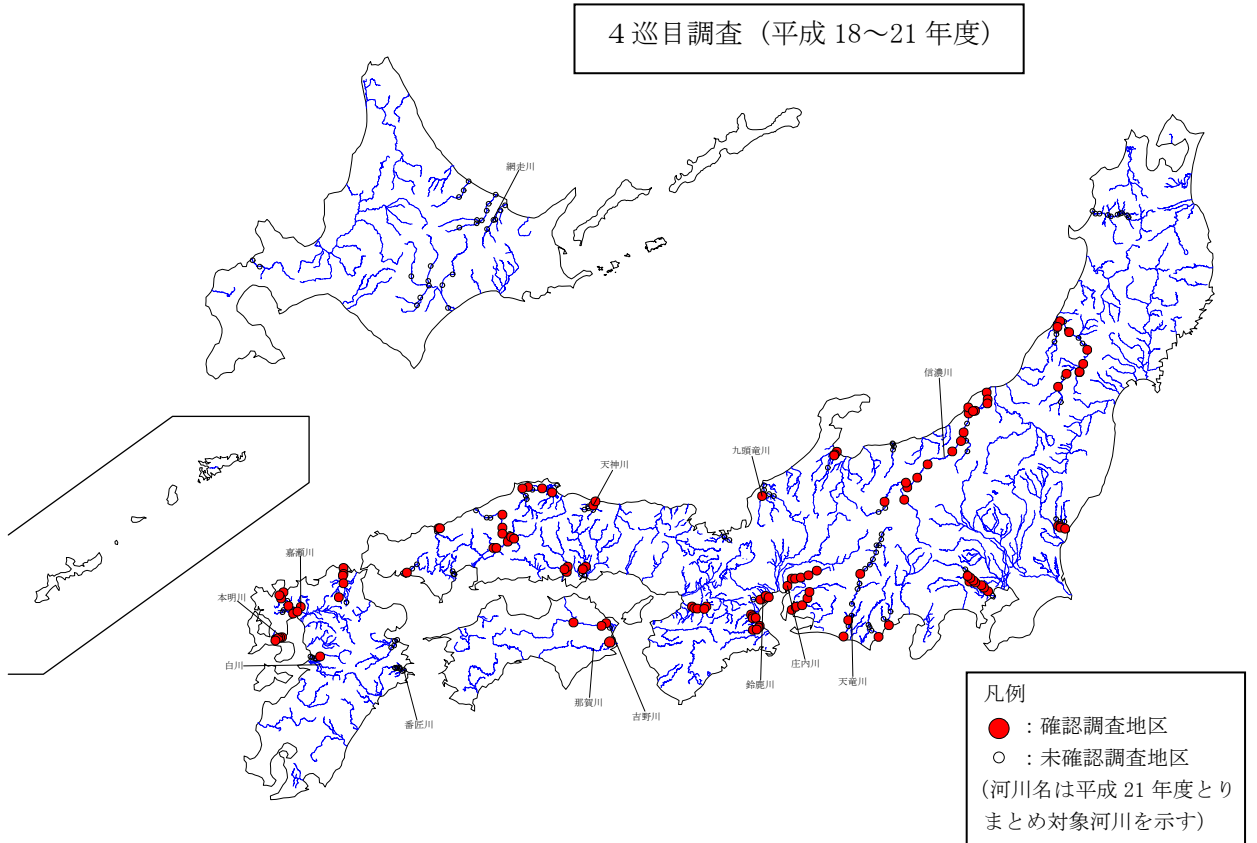 4巡目調査（平成 18～21 年度）
網走川
信濃川
九頭竜川
天神川
嘉瀬川
本明川
白川
番匠川
那賀川
吉野川
鈴鹿川
庄内川
天竜川
凡例
：確認調査地区
：未確認調査地区
(河川名は平成 21 年度とり
まとめ対象河川を示す)